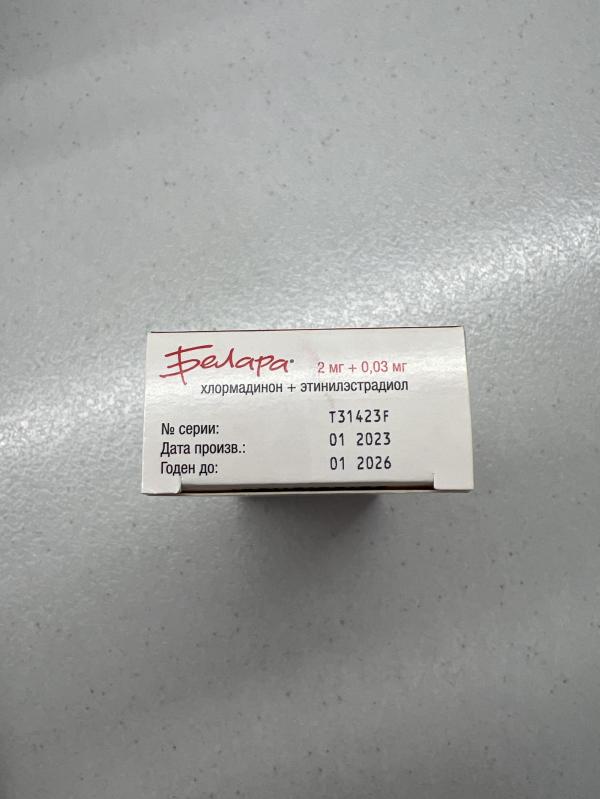 Белара® 2 мг + 0,03 мг
хлормадинон + этинилэстрадиол
№ серии: T31423F
Дата произв.: 01 2023
Годен до: 01 2026